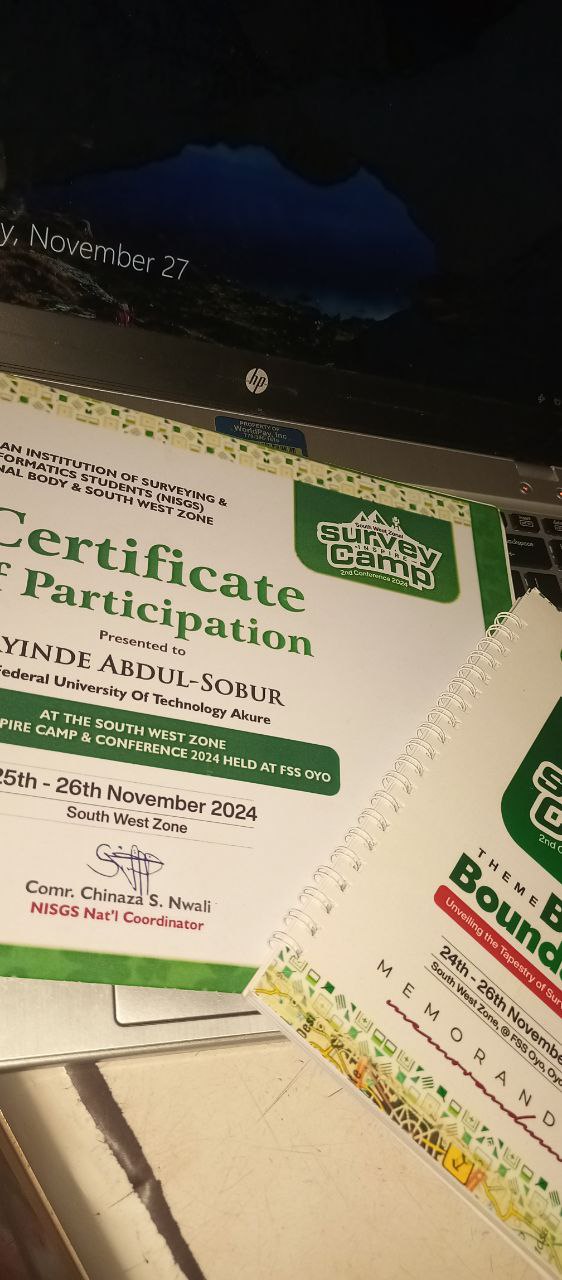 y, November 27
hp
PROPERTY OF
WorldPay, Inc.
AN INSTITUTION OF SURVEYING &
FORMATICS STUDENTS (NISGS)
NAL BODY & SOUTH WEST ZONE
South West Zonal
survey
INSPIRE
Camp
2nd Conference 2024
Certificate
f Participation
Presented to
AYINDE ABDUL-SOBUR
Federal University Of Technology Akure
AT THE SOUTH WEST ZONE
PIRE CAMP & CONFERENCE 2024 HELD AT FSS OYO
25th - 26th November 2024
South West Zone
Comr. Chinaza S. Nwali
NISGS Nat'l Coordinator
2nd C
THEME
B
Bounda
Unveiling the Tapestry of Sur
24th - 26th Novembe
South West Zone, @ FSS Oyo, Oyo
MEMORAND